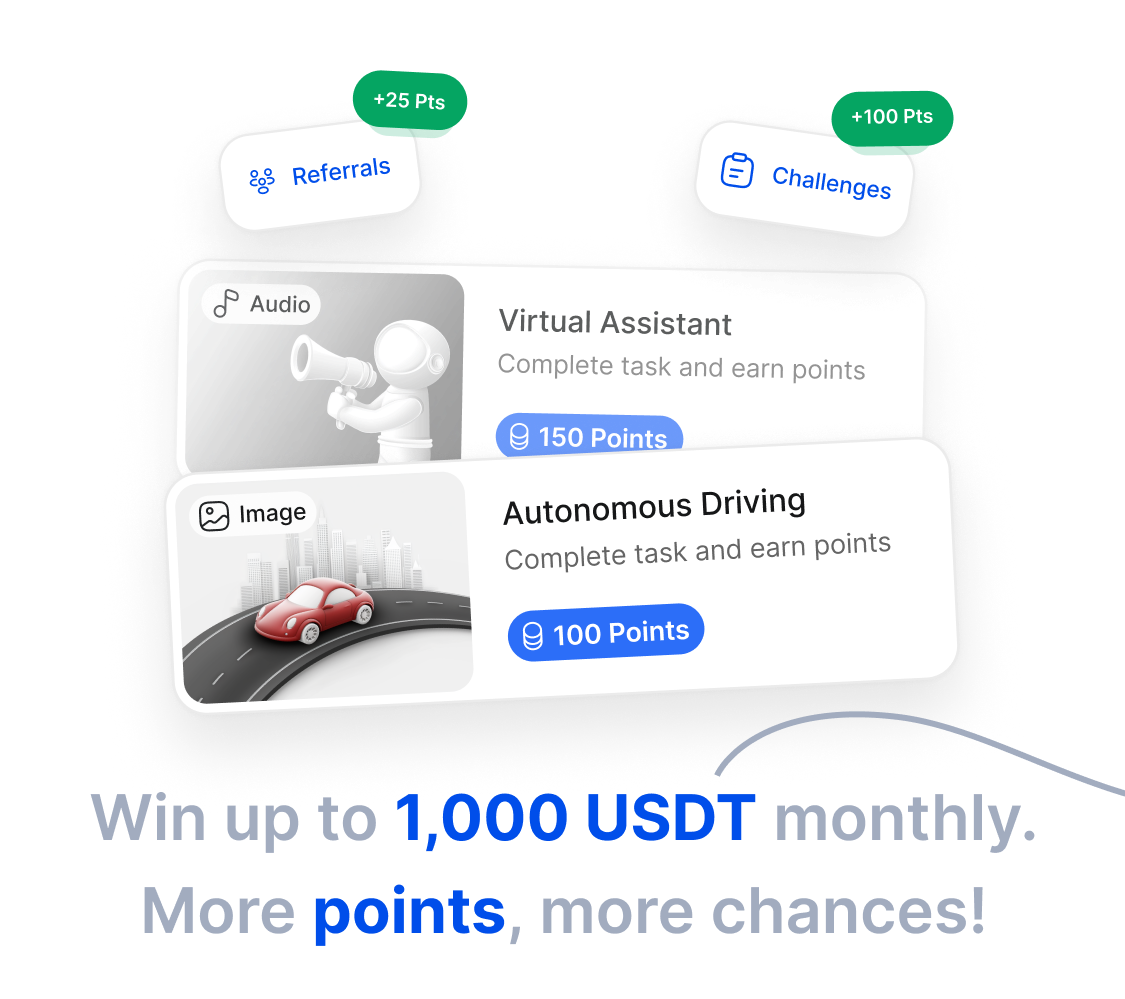 +25 Pts
Referrals
+100 Pts
Challenges
Audio
Virtual Assistant
Complete task and earn points
150 Points
Image
Autonomous Driving
Complete task and earn points
100 Points
Win up to 1,000 USDT monthly.
More points, more chances!